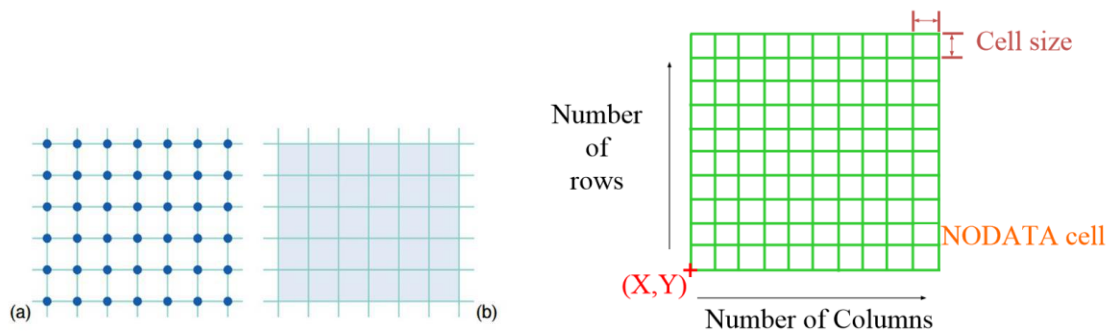 (a)
(b)
Cell size
Number
of
rows
NODATA cell
(X,Y)
Number of Columns